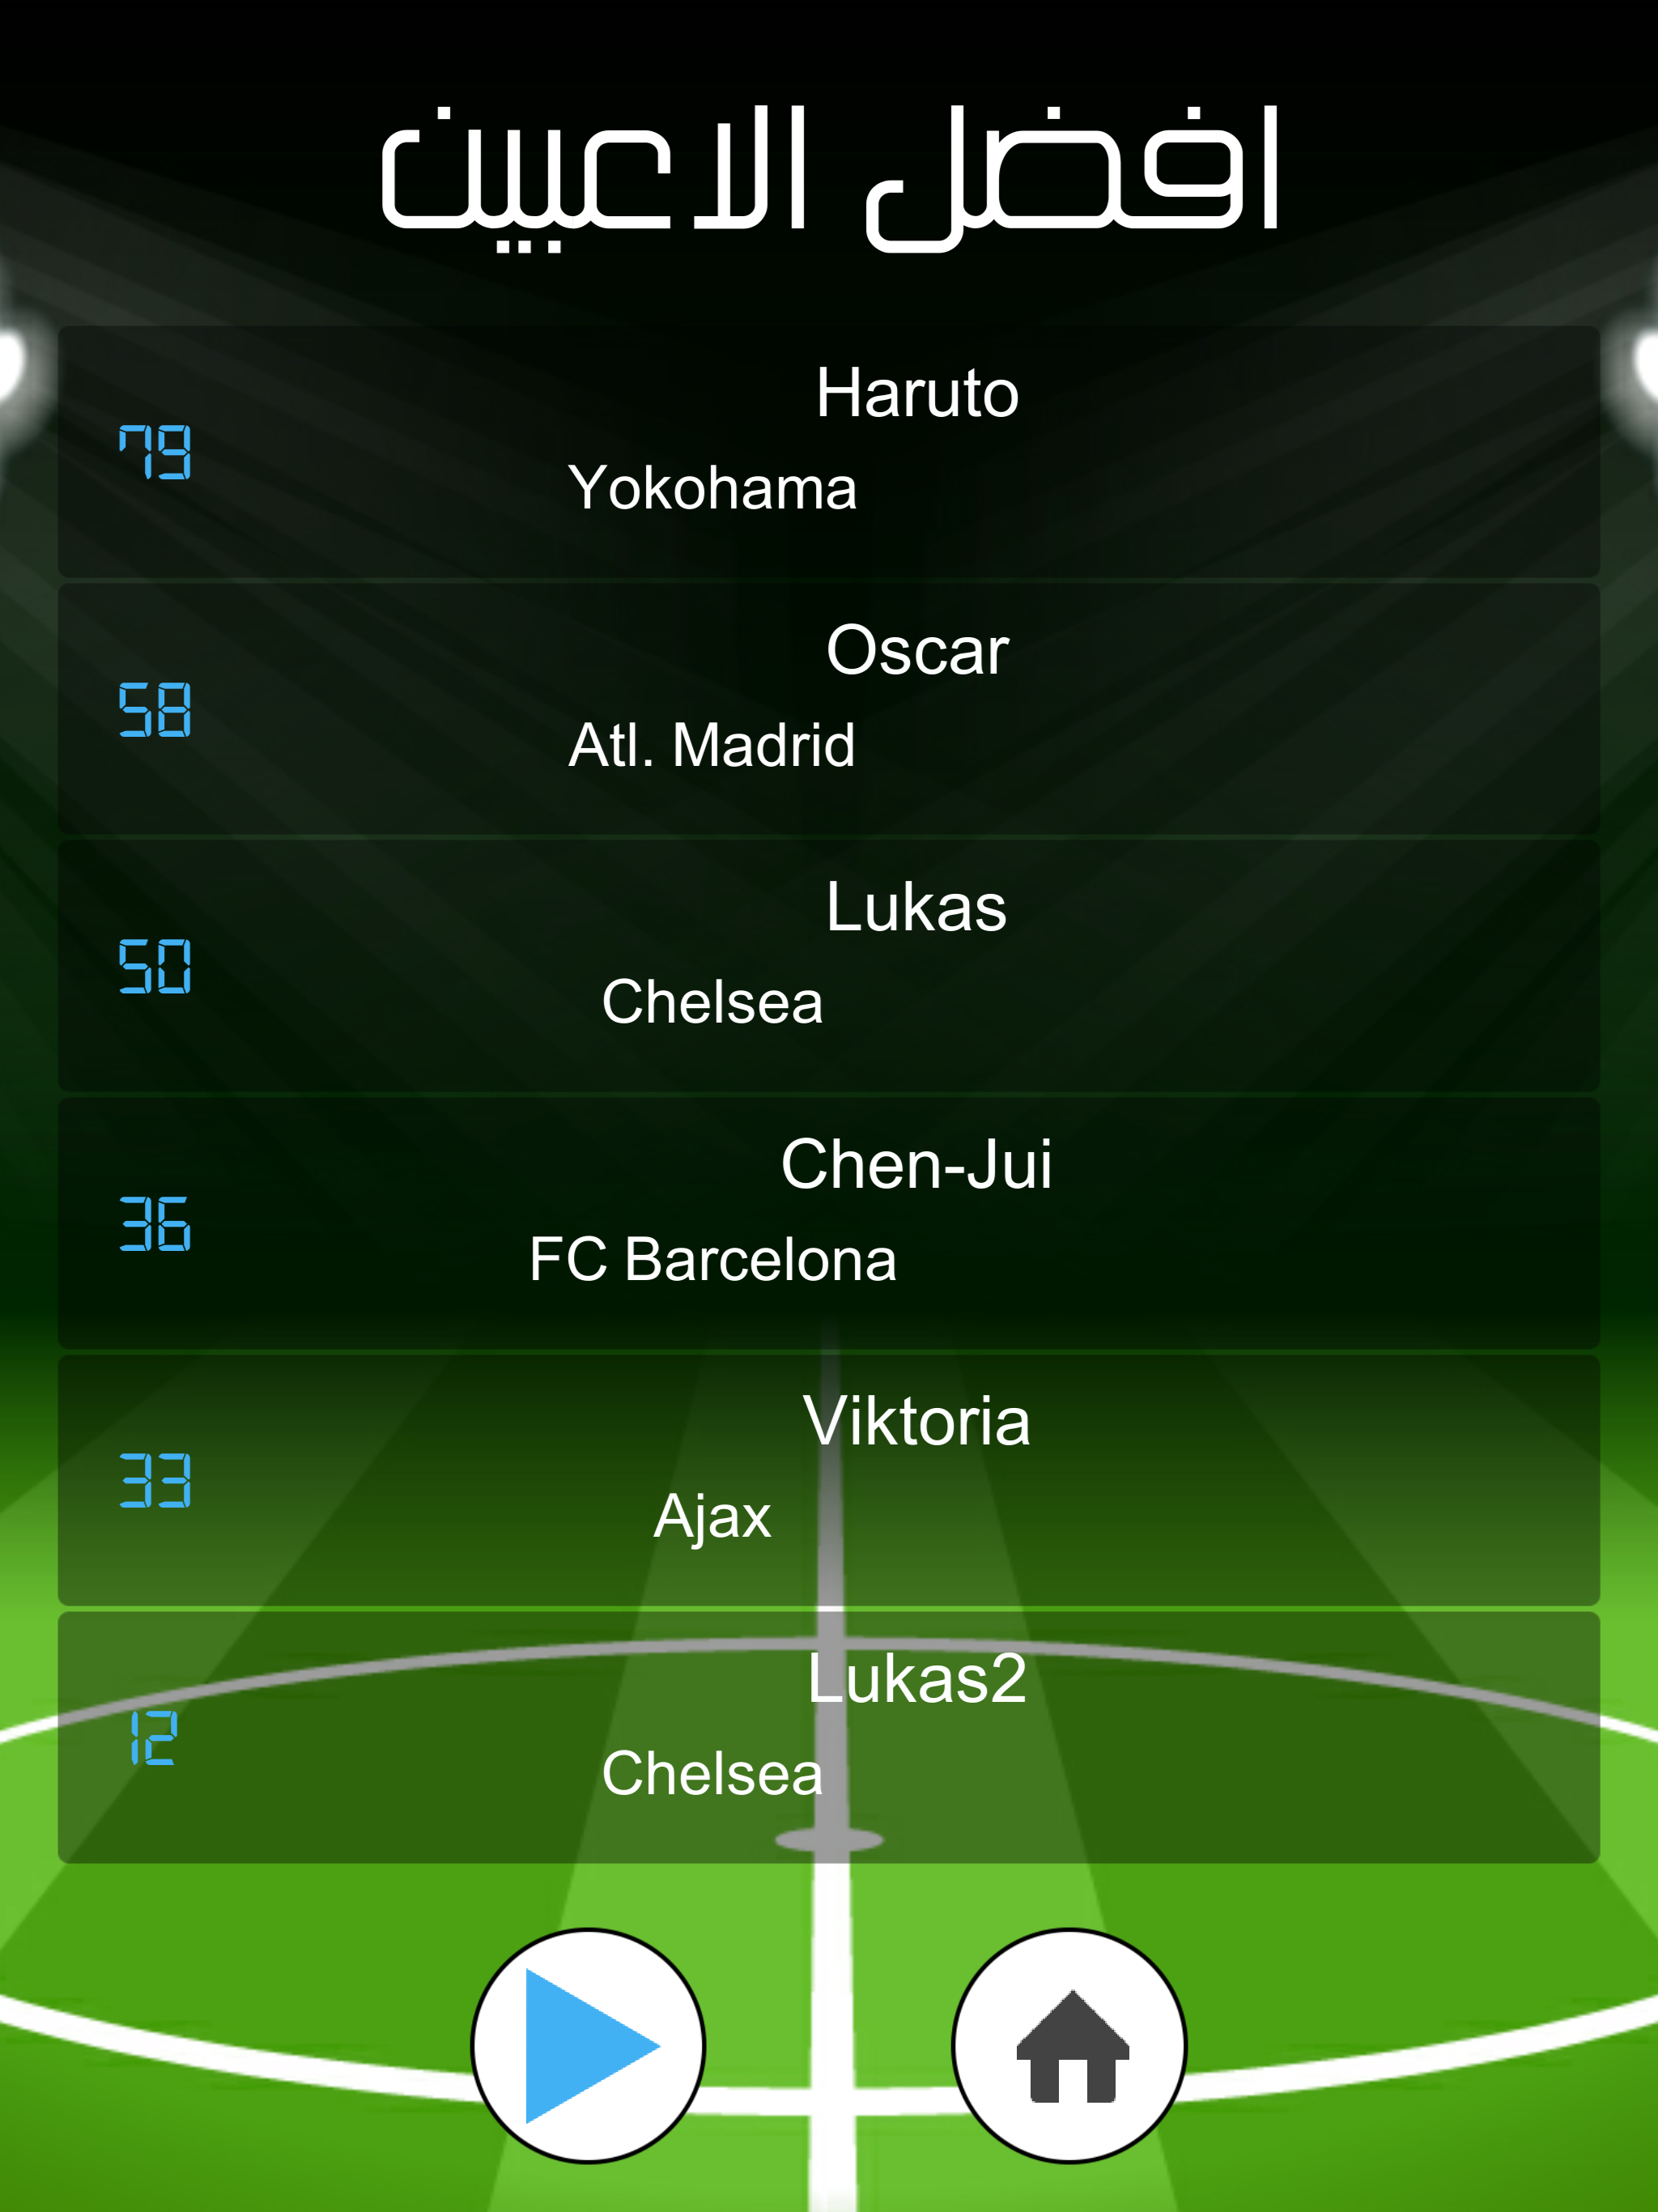 افضل الاعبين
Haruto
79
Yokohama
Oscar
58
Atl. Madrid
Lukas
50
Chelsea
Chen-Jui
36
FC Barcelona
Viktoria
33
Ajax
Lukas2
12
Chelsea